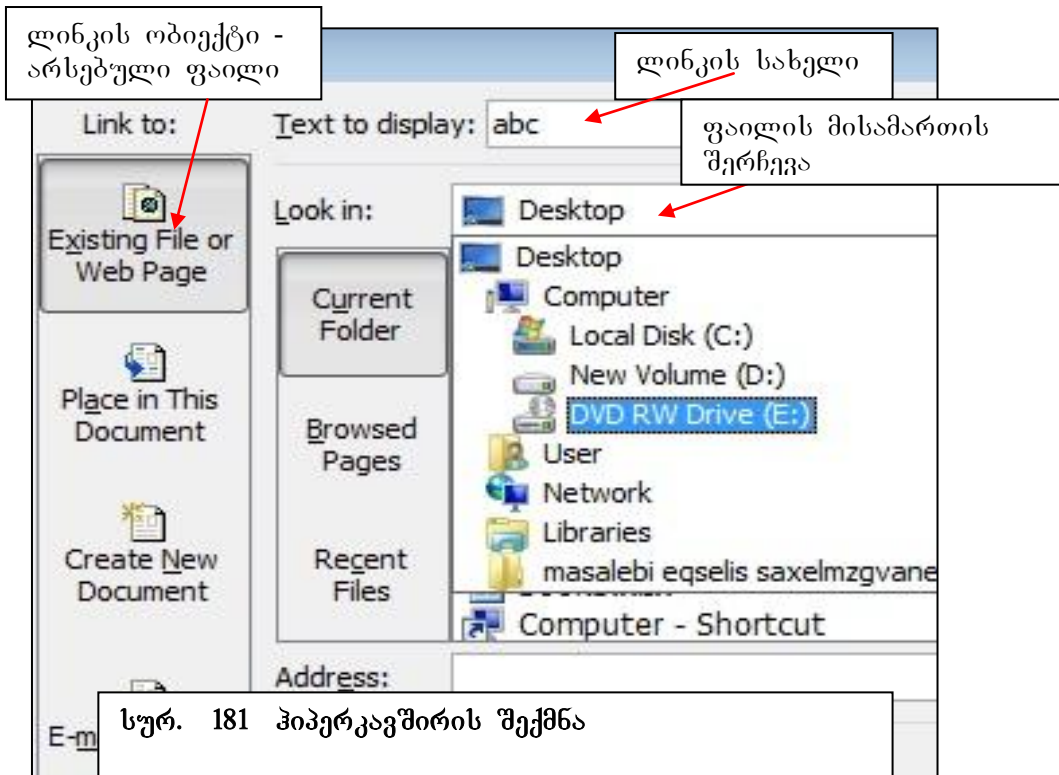 ლინკის ობიექტი -
არსებული ფაილი
ლინკის სახელი
ფაილის მისამართის
შერჩევა
Link to:
Text to display: abc
Existing File or
Web Page
Place in This
Document
Create New
Document
Look in:
Desktop
Current
Folder
Browsed
Pages
Recent
Files
Desktop
Computer
Local Disk (C:)
New Volume (D:)
DVD RW Drive (E:)
User
Network
Libraries
masalebi eqselis saxelmzgvane
Computer - Shortcut
Address:
სურ. 181 ჰიპერკავშირის შექმნა